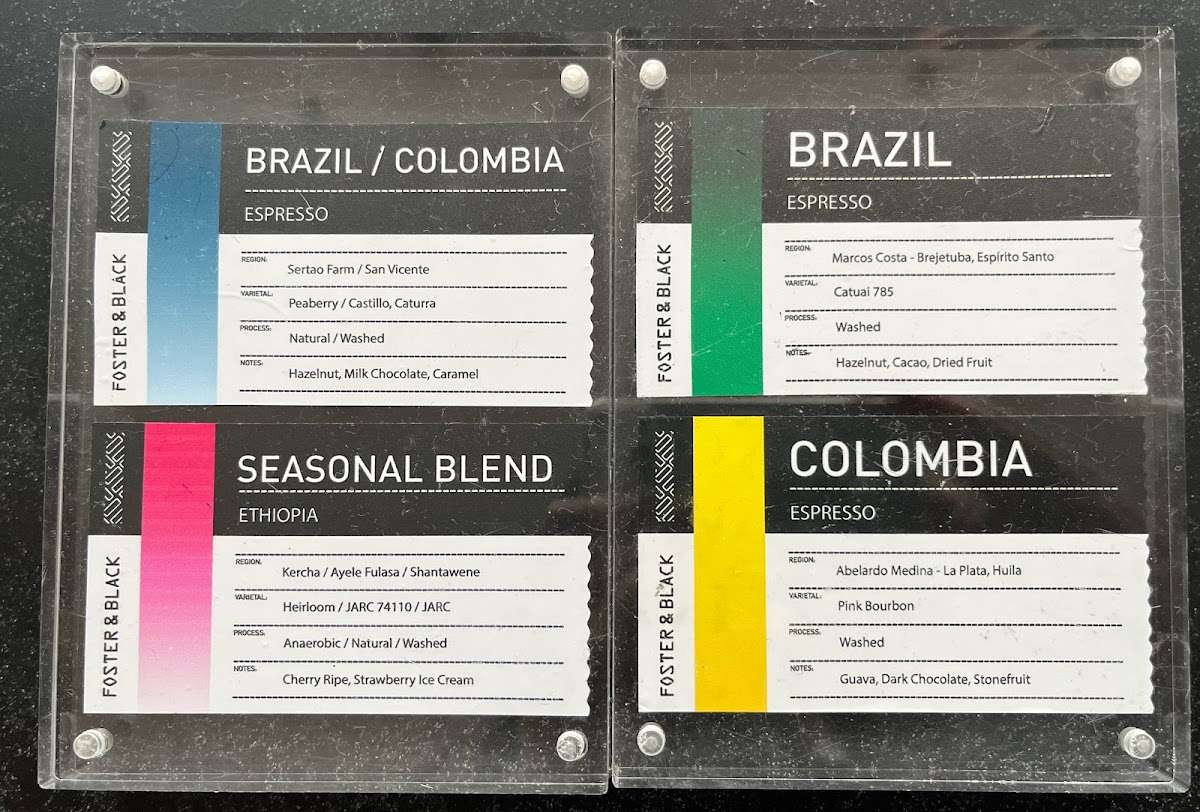 BRAZIL / COLOMBIA
ESPRESSO
FOSTER & BLACK
REGION:
Sertao Farm / San Vicente
VARIETAL:
Peaberry / Castillo, Caturra
PROCESS:
Natural / Washed
NOTES:
Hazelnut, Milk Chocolate, Caramel
SEASONAL BLEND
ETHIOPIA
FOSTER & BLACK
REGION:
Kercha / Ayele Fulasa / Shantawene
VARIETAL:
Heirloom / JARC 74110 / JARC
PROCESS:
Anaerobic / Natural / Washed
NOTES:
Cherry Ripe, Strawberry Ice Cream
BRAZIL
ESPRESSO
FOSTER & BLACK
REGION:
Marcos Costa - Brejetuba, Espírito Santo
VARIETAL:
Catuai 785
PROCESS:
Washed
NOTES:
Hazelnut, Cacao, Dried Fruit
COLOMBIA
ESPRESSO
FOSTER & BLACK
REGION:
Abelardo Medina - La Plata, Huila
VARIETAL:
Pink Bourbon
PROCESS:
Washed
NOTES:
Guava, Dark Chocolate, Stonefruit